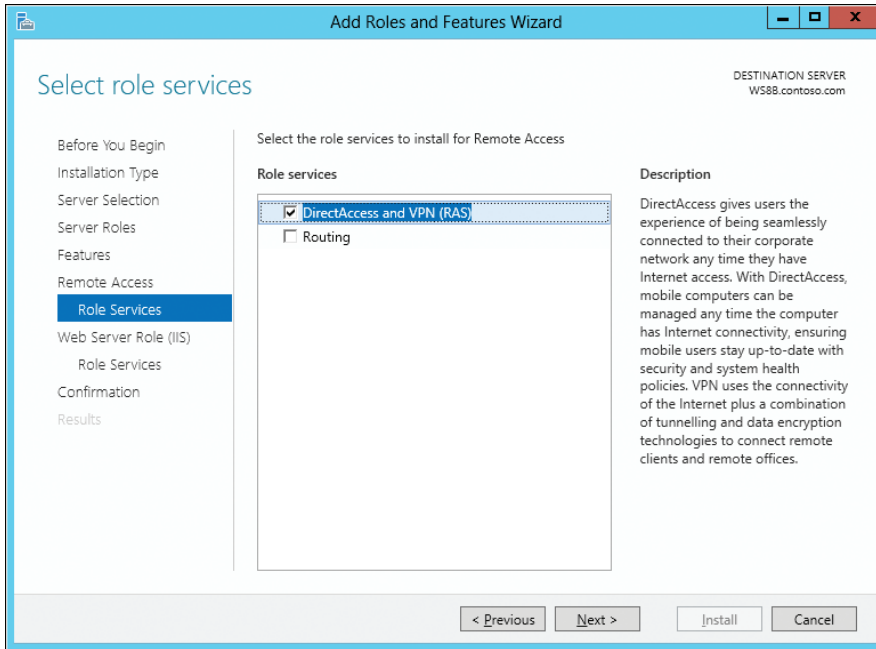 Add Roles and Features Wizard
Select role services
DESTINATION SERVER
WS8B.contoso.com
Before You Begin
Installation Type
Server Selection
Server Roles
Features
Remote Access
Role Services
Web Server Role (IIS)
Role Services
Confirmation
Results
Select the role services to install for Remote Access
Role services
DirectAccess and VPN (RAS)
Routing
Description
DirectAccess gives users the
experience of being seamlessly
connected to their corporate
network any time they have
Internet access. With DirectAccess,
mobile computers can be
managed any time the computer
has Internet connectivity, ensuring
mobile users stay up-to-date with
security and system health
policies. VPN uses the connectivity
of the Internet plus a combination
of tunnelling and data encryption
technologies to connect remote
clients and remote offices.
< Previous
Next >
Install
Cancel